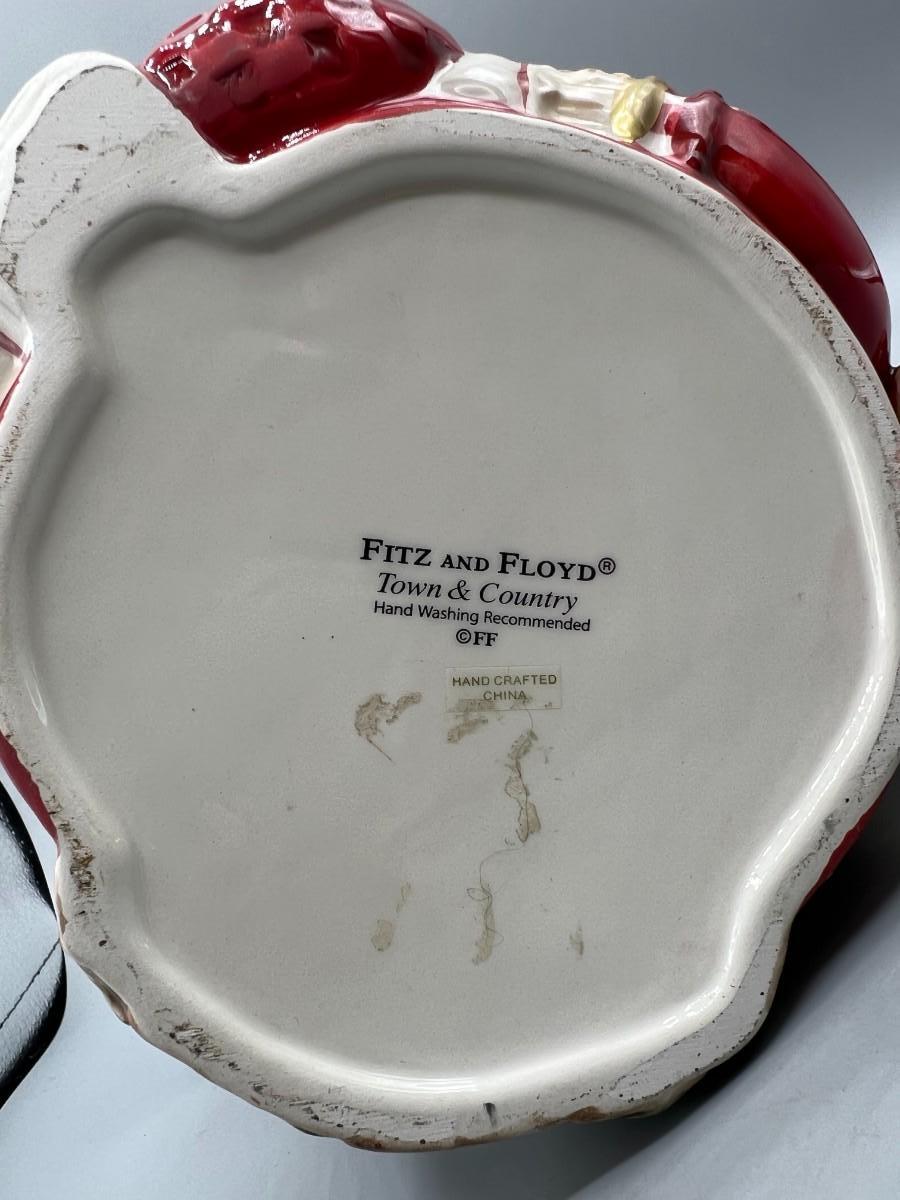 FITZ AND FLOYD®
Town & Country
Hand Washing Recommended
©FF
HAND CRAFTED
CHINA